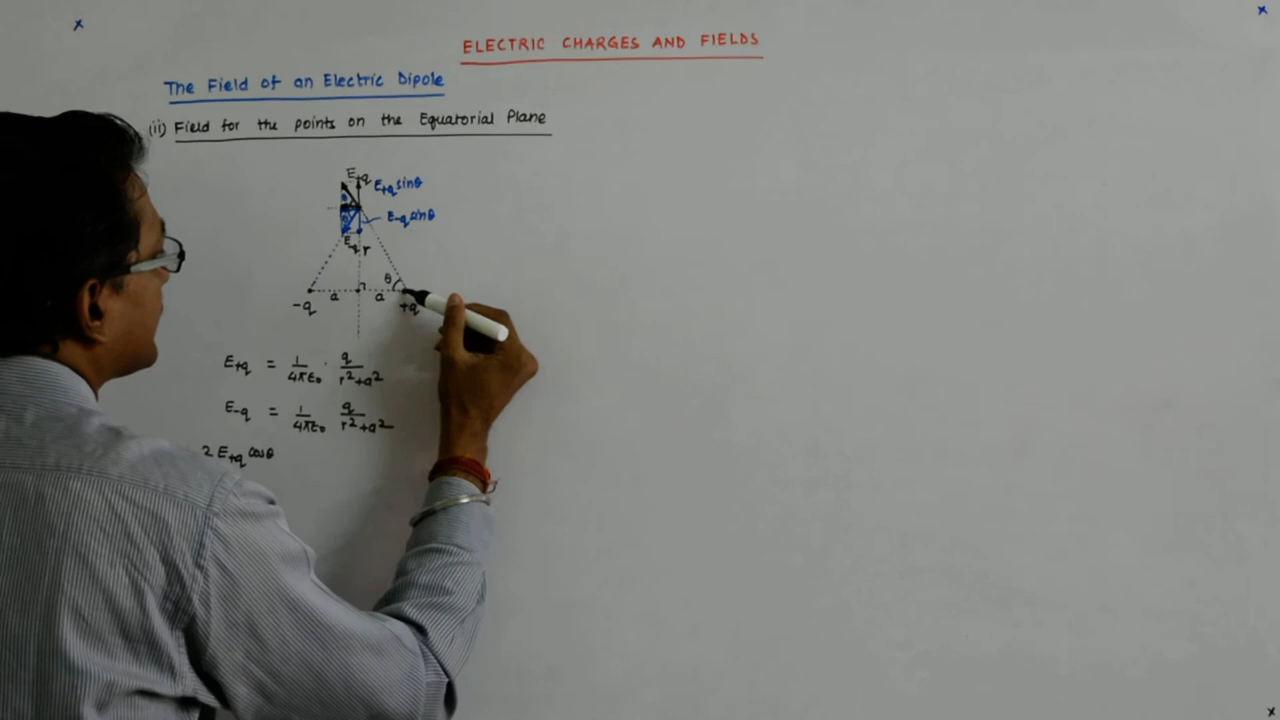 ELECTRIC CHARGES AND FIELDS
The Field of an Electric Dipole
(ii) Field for the points on the Equatorial Plane
E+q
E+q sinθ
θ
θ
E-q sinθ
E-q
r
θ
a
a
-q
+q
E+q = 1/4πε0 · q/r²+a²
E-q = 1/4πε0 q/r²+a²
2 E+q cosθ